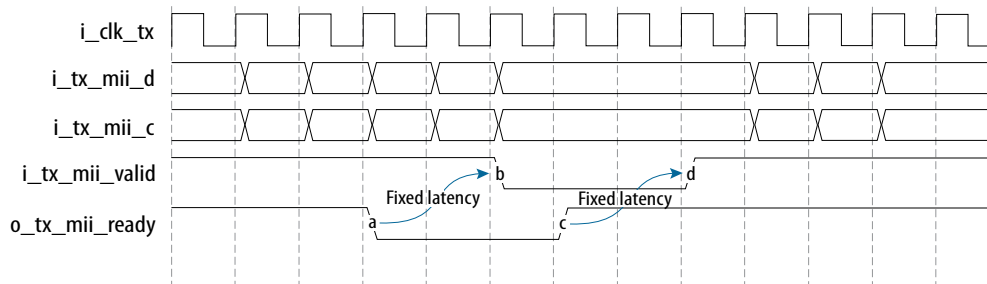 i_clk_tx
i_tx_mii_d
i_tx_mii_c
i_tx_mii_valid
b
d
Fixed latency
Fixed latency
o_tx_mii_ready
a
c